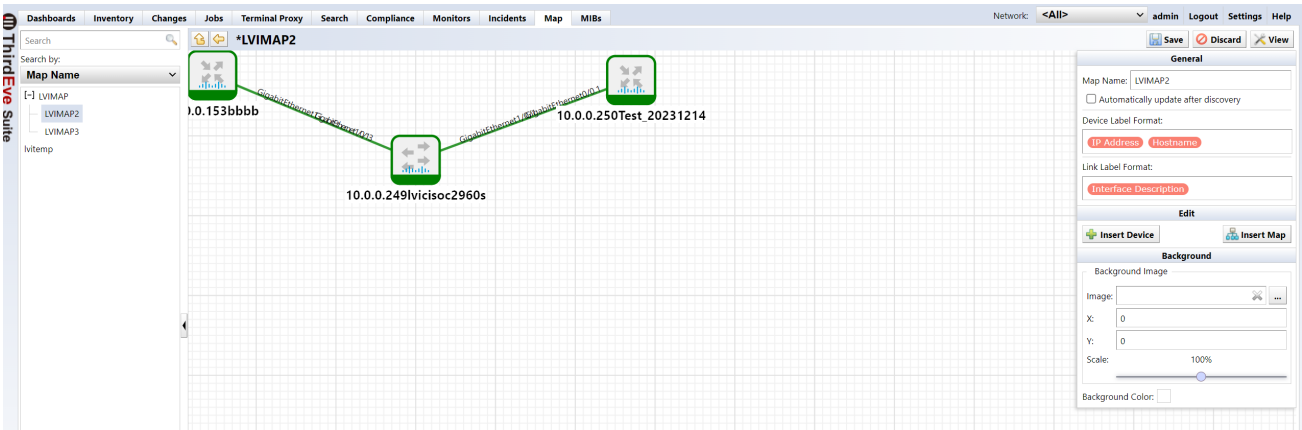 Dashboards Inventory Changes Jobs Terminal Proxy Search Compliance Monitors Incidents Map MIBs
Network: <All> admin Logout Settings Help
ThirdEye Suite
Search
Search by:
Map Name
[-] LVIMAP
LVIMAP2
LVIMAP3
lvitemp
*LVIMAP2
Save Discard View
.0.0.153bbbb
10.0.0.250Test_20231214
10.0.0.249lvicisoc2960s
General
Map Name: LVIMAP2
Automatically update after discovery
Device Label Format:
IP Address Hostname
Link Label Format:
Interface Description
Edit
Insert Device Insert Map
Background
Background Image
Image: ...
X: 0
Y: 0
Scale: 100%
Background Color: